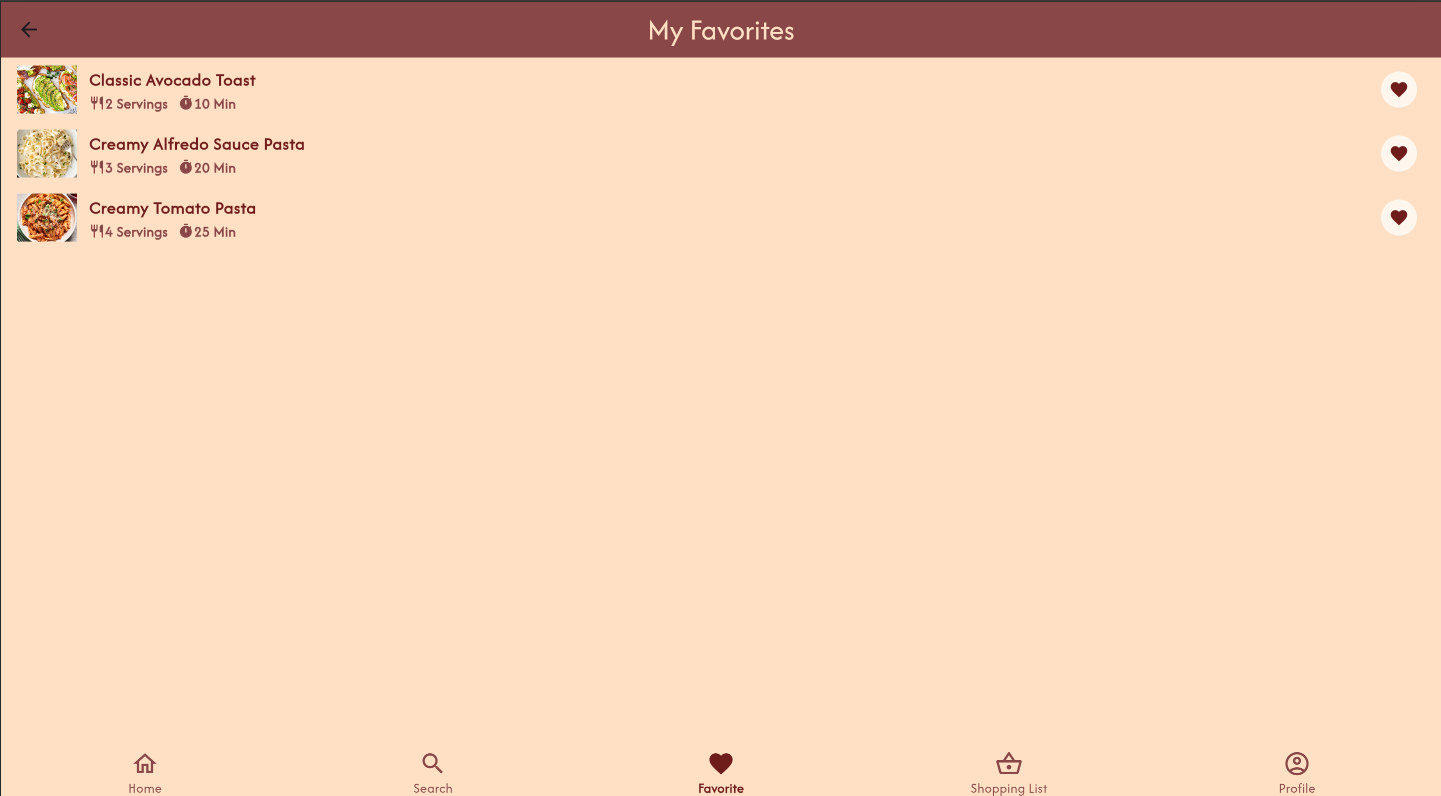 My Favorites
Classic Avocado Toast
2 Servings 10 Min
Creamy Alfredo Sauce Pasta
3 Servings 20 Min
Creamy Tomato Pasta
4 Servings 25 Min
Home Search Favorite Shopping List Profile